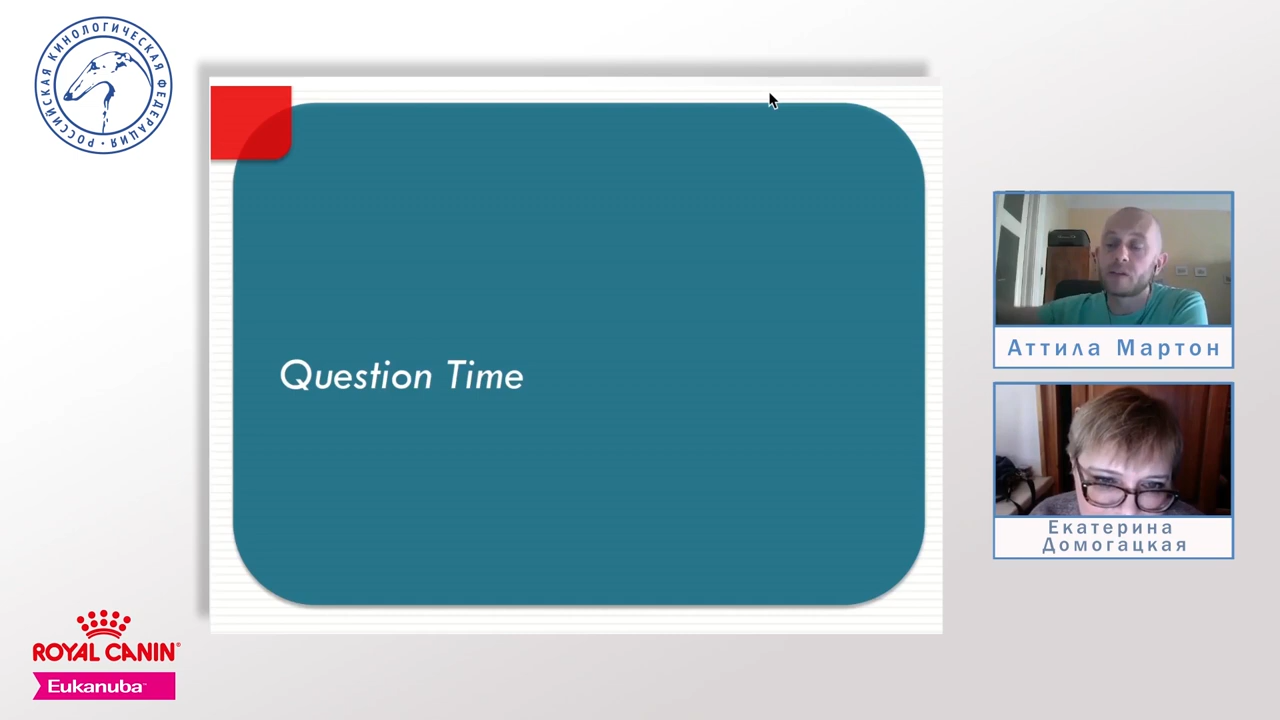 РОССИЙСКАЯ КИНОЛОГИЧЕСКАЯ ФЕДЕРАЦИЯ
Question Time
Аттила Мартон
Екатерина
Домогацкая
ROYAL CANIN
Eukanuba